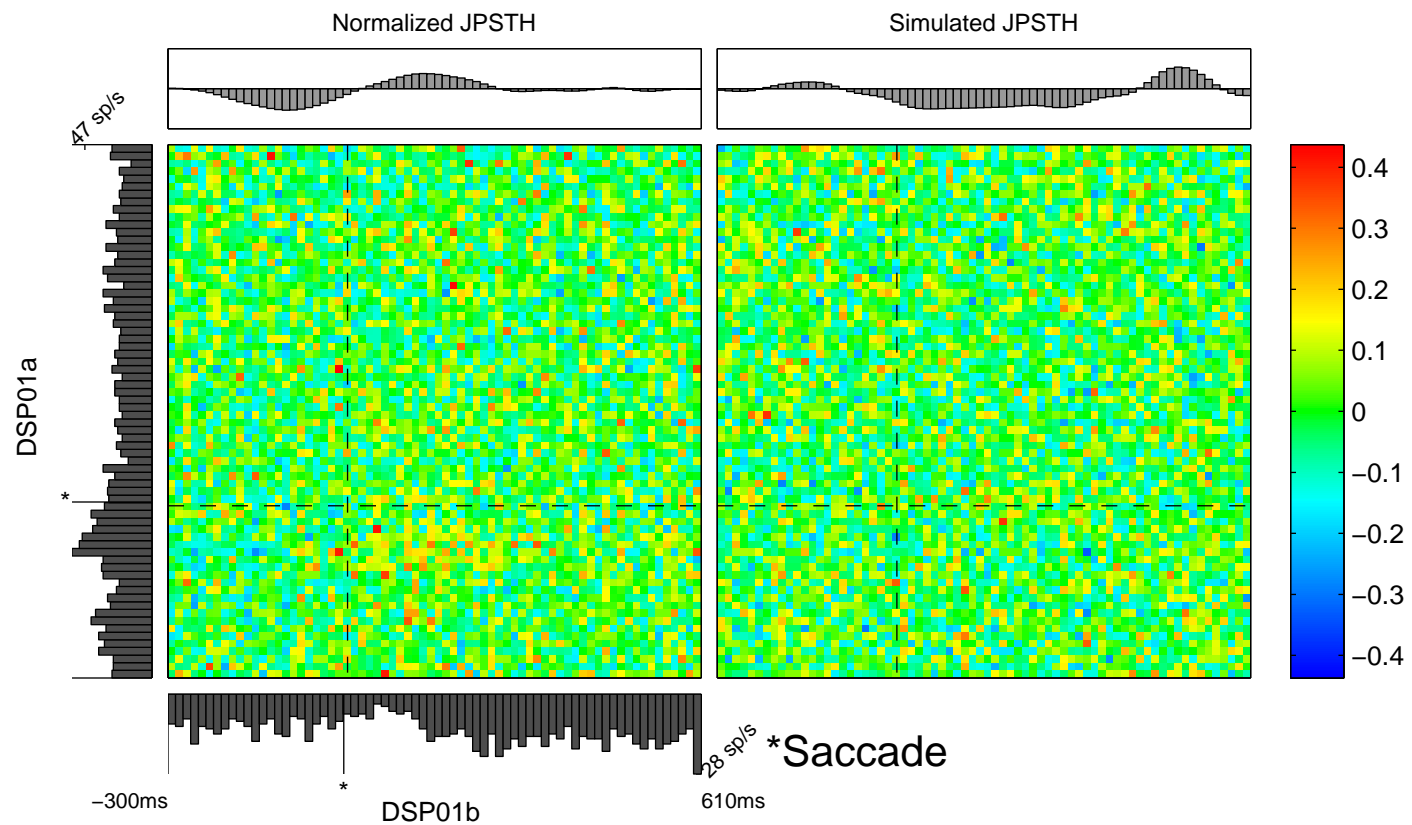 Normalized JPSTH
Simulated JPSTH
47 sp/s
DSP01a
*
0.4
0.3
0.2
0.1
0
−0.1
−0.2
−0.3
−0.4
28 sp/s
*Saccade
*
−300ms
DSP01b
610ms